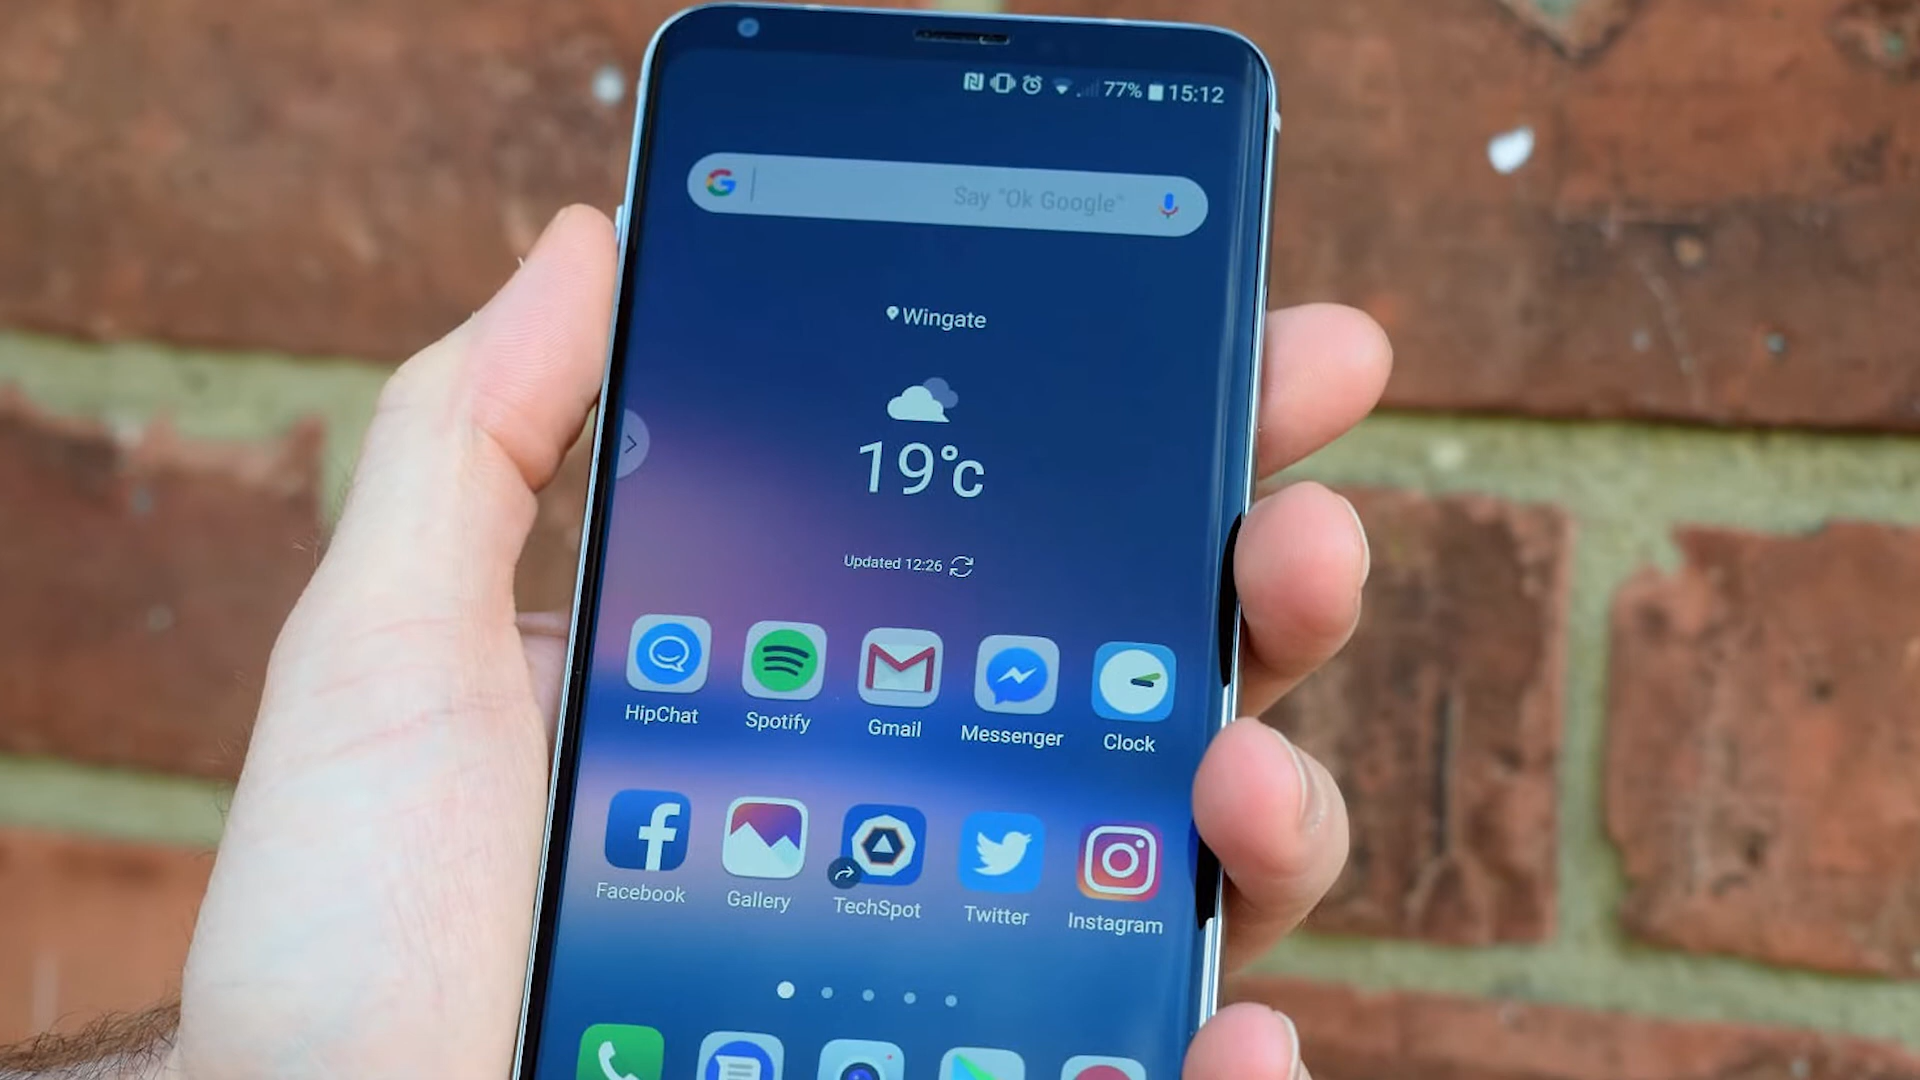 77% 15:12
Say "Ok Google"
Wingate
19°c
Updated 12:26
HipChat Spotify Gmail Messenger Clock
Facebook Gallery TechSpot Twitter Instagram